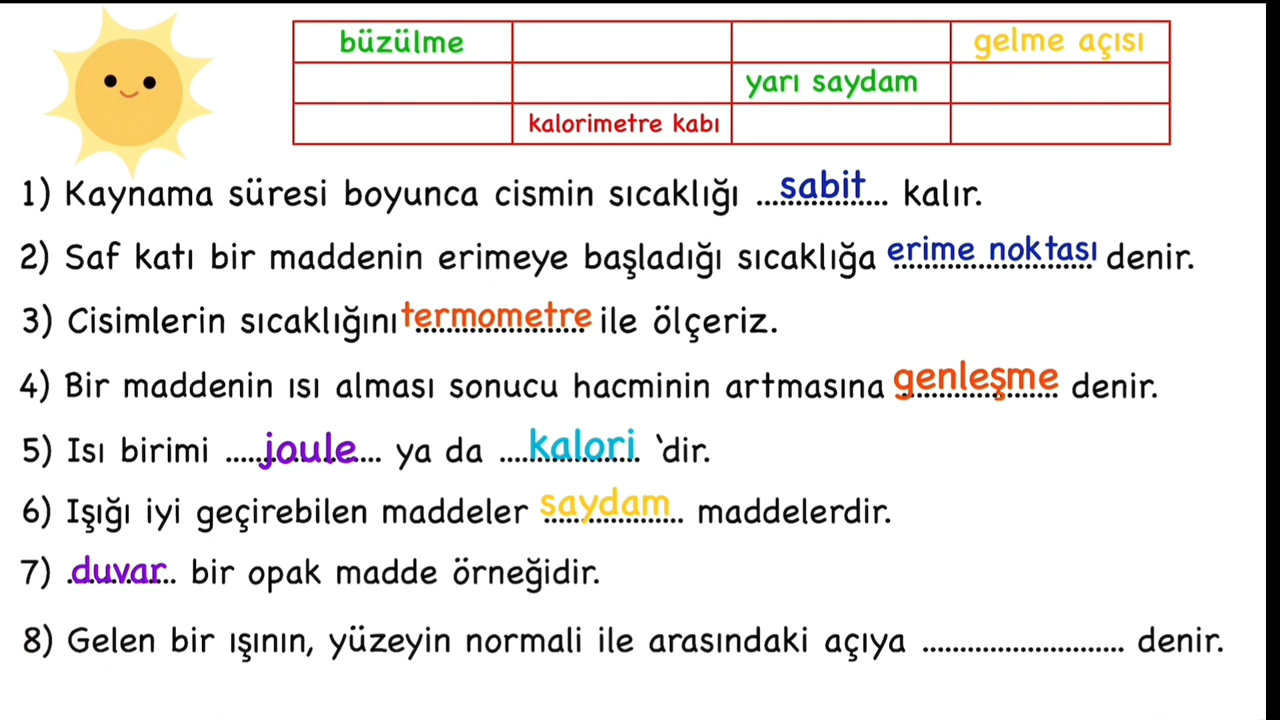 büzülme gelme açısı
yarı saydam
kalorimetre kabı
1) Kaynama süresi boyunca cismin sıcaklığı ...sabit... kalır.
2) Saf katı bir maddenin erimeye başladığı sıcaklığa erime noktası denir.
3) Cisimlerin sıcaklığını termometre ile ölçeriz.
4) Bir maddenin ısı alması sonucu hacminin artmasına genleşme denir.
5) Isı birimi .....joule... ya da ....kalori. 'dir.
6) Işığı iyi geçirebilen maddeler saydam.. maddelerdir.
7) .duvar.. bir opak madde örneğidir.
8) Gelen bir ışının, yüzeyin normali ile arasındaki açıya ........................... denir.